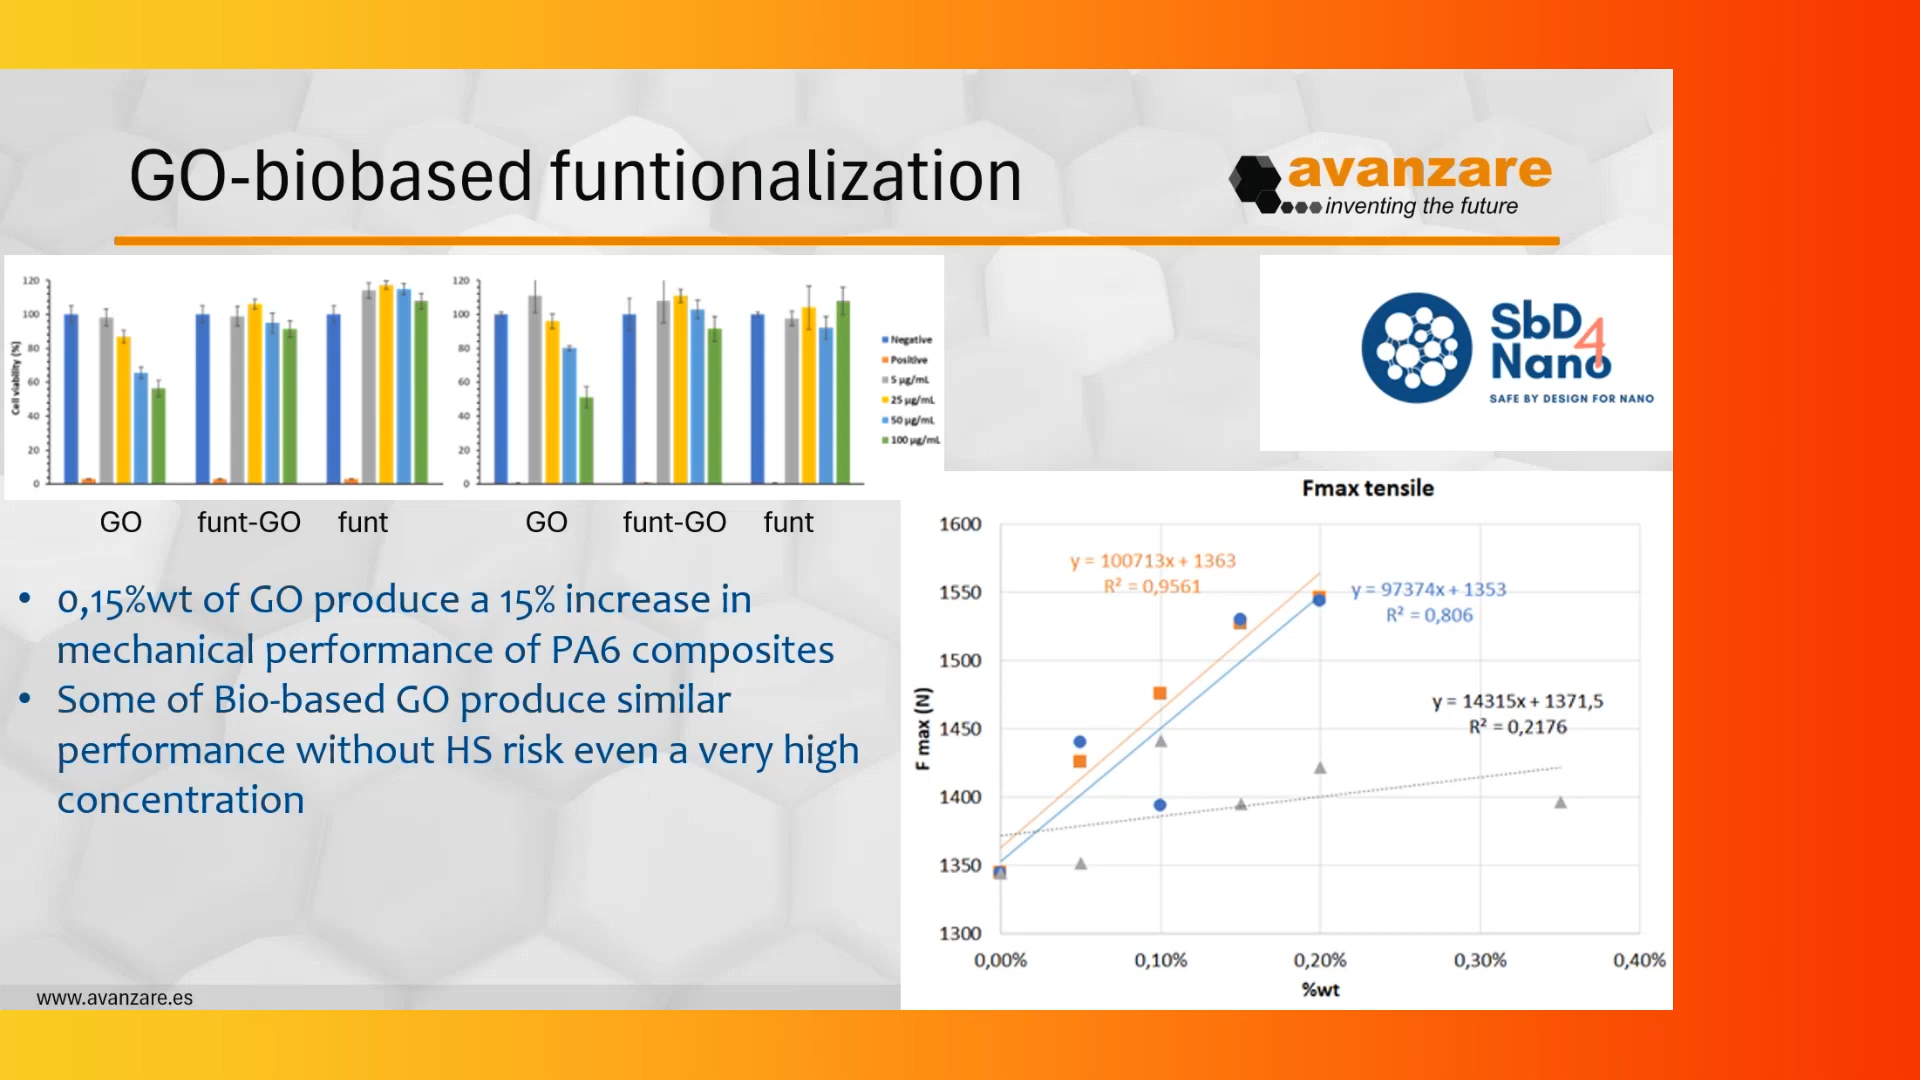 GO-biobased funtionalization
avanzare
inventing the future
120
100
80
60
40
20
0
Cell viability (%)
120
100
80
60
40
20
0
Negative
Positive
5 µg/mL
25 µg/mL
50 µg/mL
100 µg/mL
GO funt-GO funt
GO funt-GO funt
SbD4
Nano
SAFE BY DESIGN FOR NANO
• 0,15%wt of GO produce a 15% increase in
mechanical performance of PA6 composites
• Some of Bio-based GO produce similar
performance without HS risk even a very high
concentration
Fmax tensile
1600
1550
1500
1450
1400
1350
1300
F max (N)
y = 100713x + 1363
R² = 0,9561
y = 97374x + 1353
R² = 0,806
y = 14315x + 1371,5
R² = 0,2176
0,00% 0,10% 0,20% 0,30% 0,40%
%wt
www.avanzare.es